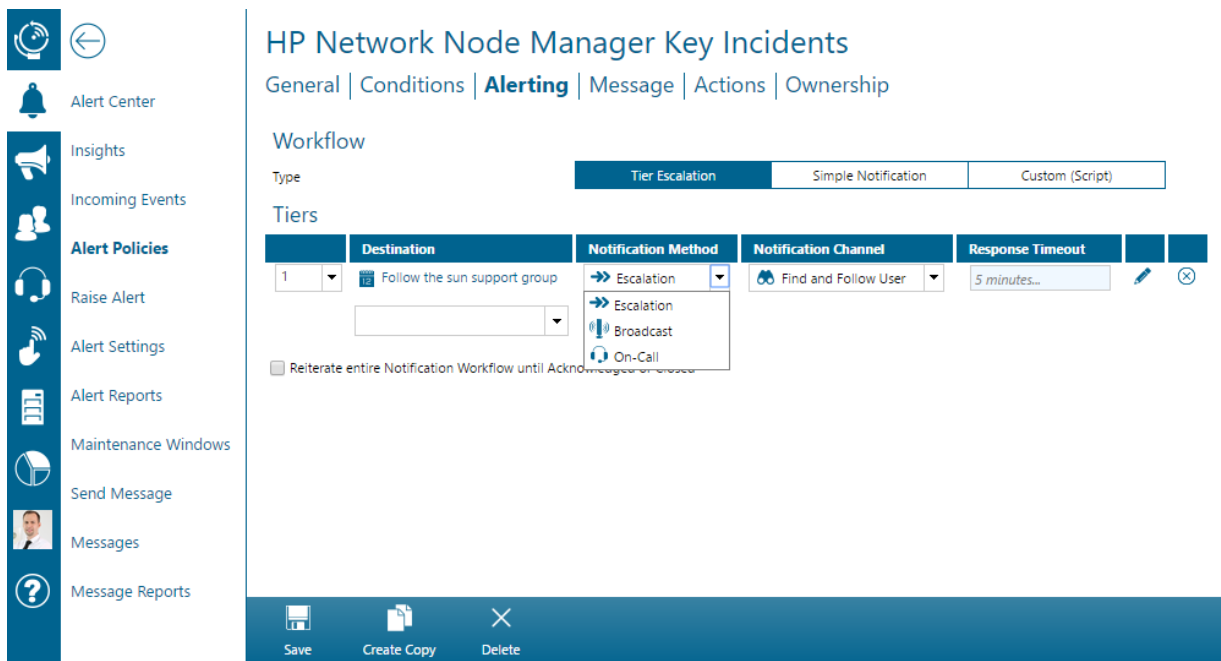 HP Network Node Manager Key Incidents
General | Conditions | Alerting | Message | Actions | Ownership
Alert Center
Insights
Incoming Events
Alert Policies
Raise Alert
Alert Settings
Alert Reports
Maintenance Windows
Send Message
Messages
Message Reports
Workflow
Type Tier Escalation Simple Notification Custom (Script)
Tiers
Destination Notification Method Notification Channel Response Timeout
1 12 Follow the sun support group Escalation Find and Follow User 5 minutes...
Escalation
Broadcast
On-Call
Reiterate entire Notification Workflow until
Save Create Copy Delete